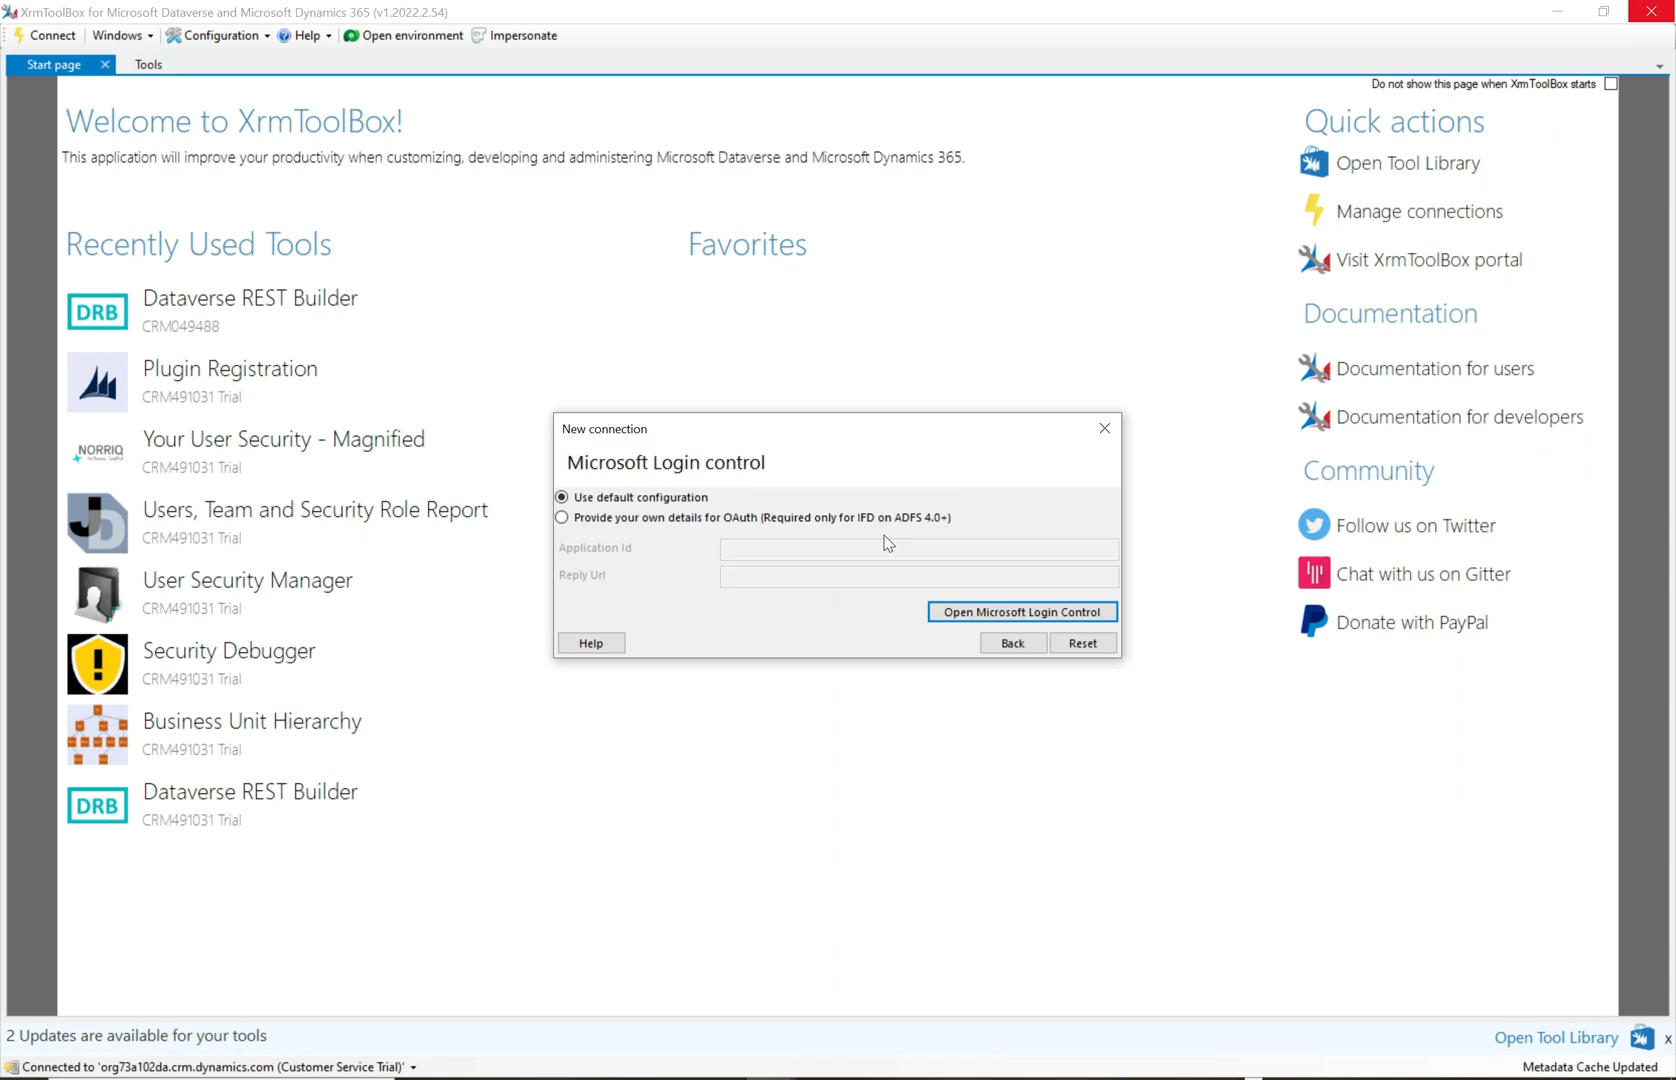 XrmToolBox for Microsoft Dataverse and Microsoft Dynamics 365 (v1.2022.2.54)
Connect Windows Configuration Help Open environment Impersonate
Start page Tools
Do not show this page when XrmToolBox starts
Welcome to XrmToolBox!
This application will improve your productivity when customizing, developing and administering Microsoft Dataverse and Microsoft Dynamics 365.
Recently Used Tools
DRB
Dataverse REST Builder
CRM049488
Plugin Registration
CRM491031 Trial
NORRIQ
Your User Security - Magnified
CRM491031 Trial
JD
Users, Team and Security Role Report
CRM491031 Trial
User Security Manager
CRM491031 Trial
Security Debugger
CRM491031 Trial
Business Unit Hierarchy
CRM491031 Trial
DRB
Dataverse REST Builder
CRM491031 Trial
Favorites
New connection
Microsoft Login control
Use default configuration
Provide your own details for OAuth (Required only for IFD on ADFS 4.0+)
Application Id
Reply Url
Open Microsoft Login Control
Help Back Reset
Quick actions
Open Tool Library
Manage connections
Visit XrmToolBox portal
Documentation
Documentation for users
Documentation for developers
Community
Follow us on Twitter
Chat with us on Gitter
Donate with PayPal
2 Updates are available for your tools
Open Tool Library x
Connected to 'org73a102da.crm.dynamics.com (Customer Service Trial)'
Metadata Cache Updated